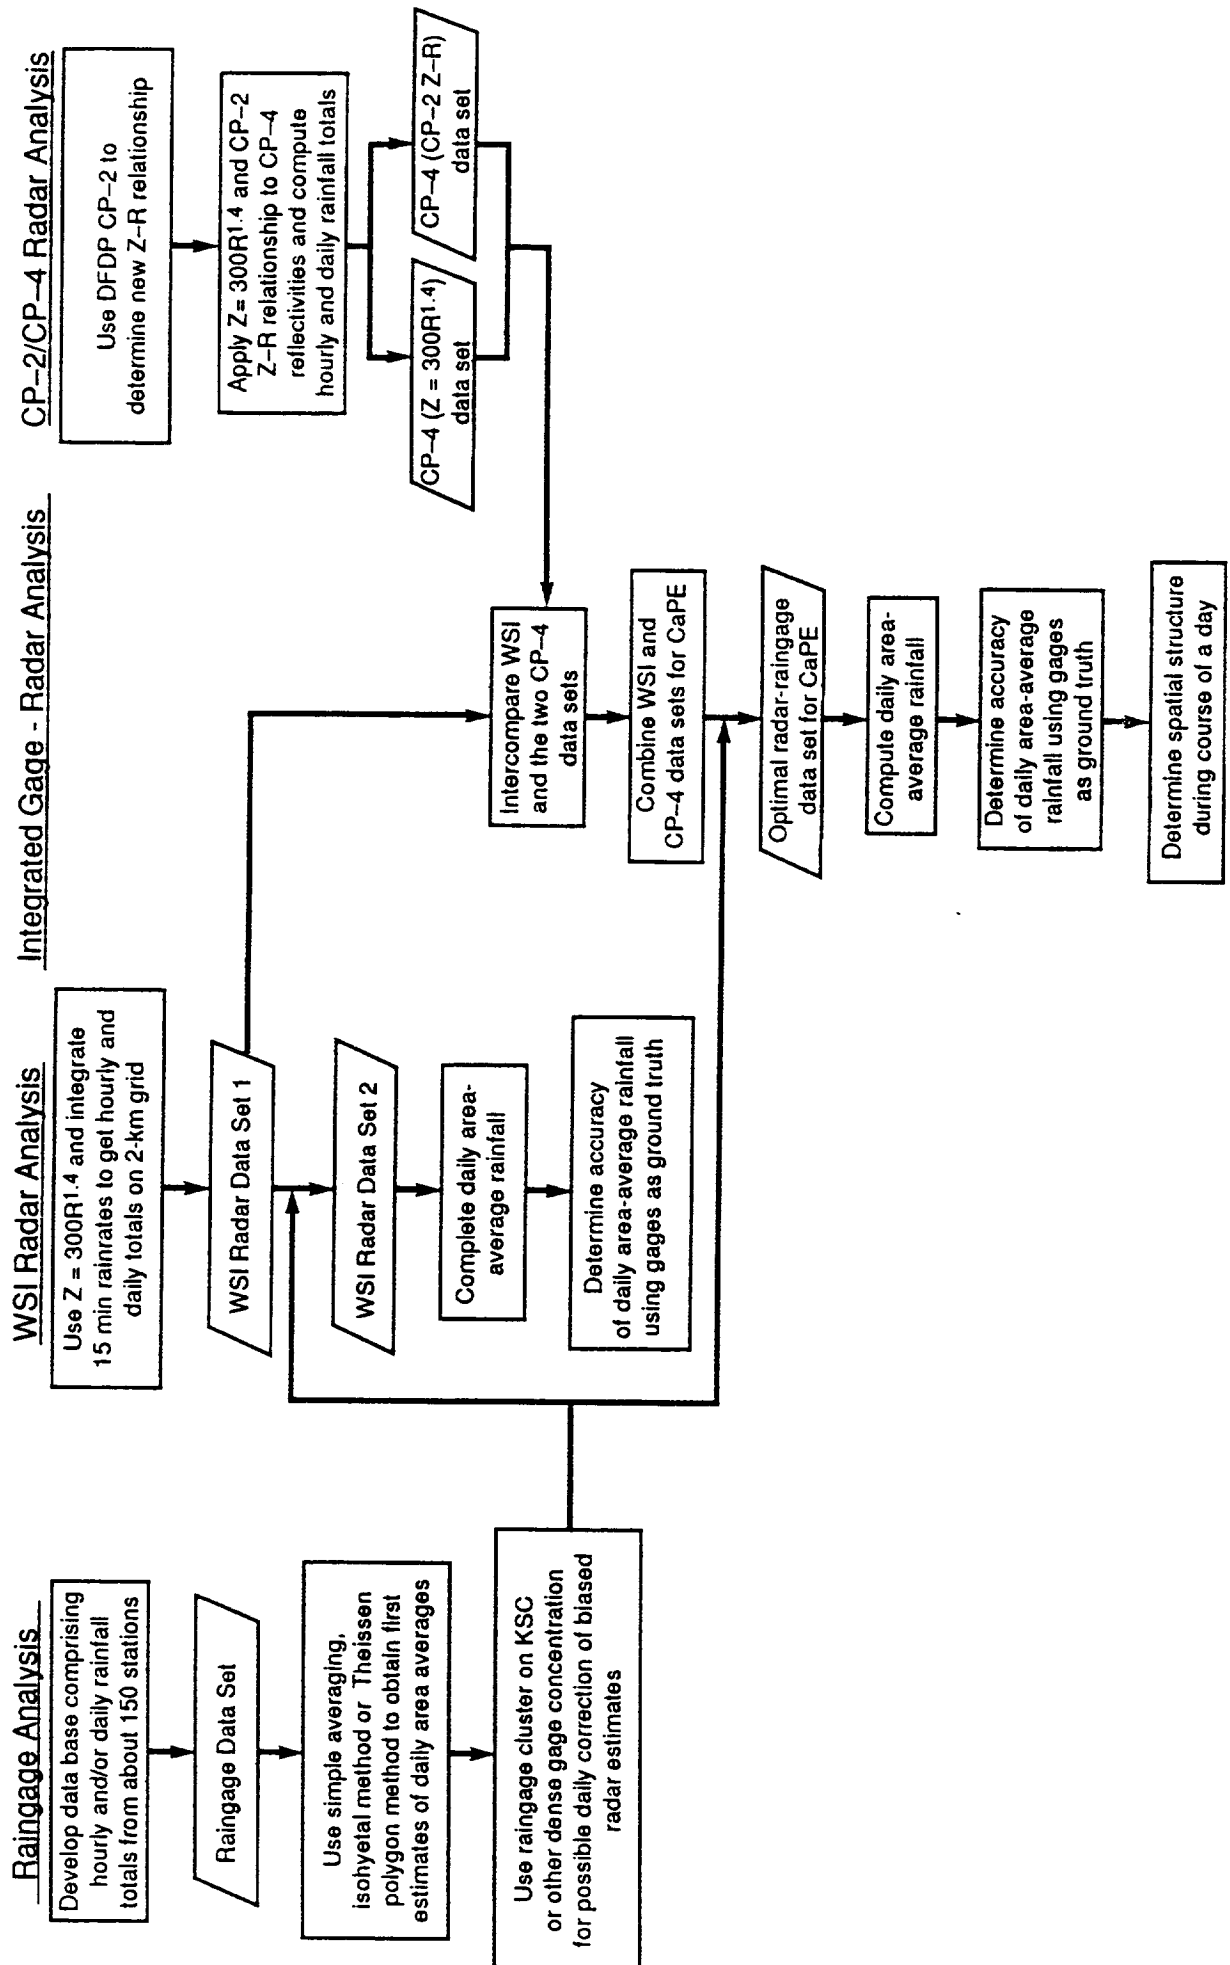 Raingage Analysis
Develop data base comprising
hourly and/or daily rainfall
totals from about 150 stations
Raingage Data Set
Use simple averaging,
isohyetal method or Theissen
polygon method to obtain first
estimates of daily area averages
Use raingage cluster on KSC
or other dense gage concentration
for possible daily correction of biased
radar estimates
WSI Radar Analysis
Use Z = 300R1.4 and integrate
15 min rainrates to get hourly and
daily totals on 2-km grid
WSI Radar Data Set 1
WSI Radar Data Set 2
Complete daily area-
average rainfall
Determine accuracy
of daily area-average rainfall
using gages as ground truth
Integrated Gage - Radar Analysis
Intercompare WSI
and the two CP–4
data sets
Combine WSI and
CP–4 data sets for CaPE
Optimal radar-raingage
data set for CaPE
Compute daily area-
average rainfall
Determine accuracy
of daily area-average
rainfall using gages
as ground truth
Determine spatial structure
during course of a day
CP–2/CP–4 Radar Analysis
Use DFDP CP–2 to
determine new Z–R relationship
Apply Z = 300R1.4 and CP–2
Z–R relationship to CP–4
reflectivities and compute
hourly and daily rainfall totals
CP–4 (Z = 300R1.4)
data set
CP–4 (CP–2 Z–R)
data set